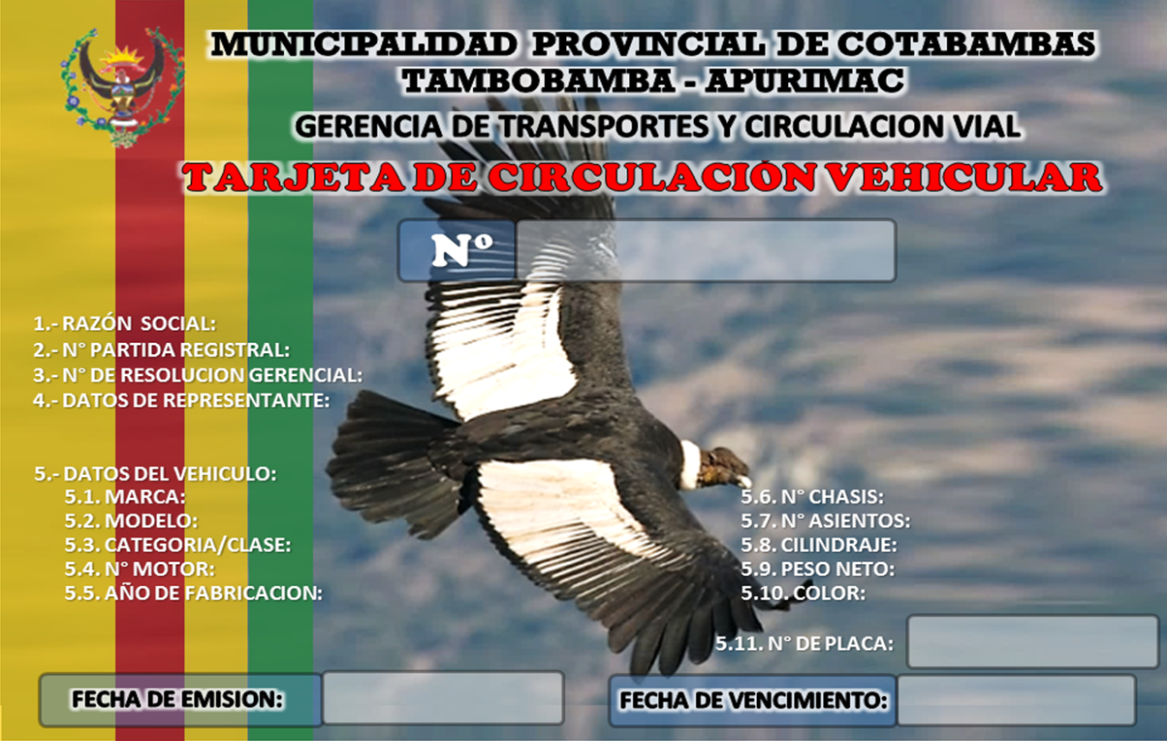 MUNICIPALIDAD PROVINCIAL DE COTABAMBAS
TAMBOBAMBA - APURIMAC
GERENCIA DE TRANSPORTES Y CIRCULACION VIAL
TARJETA DE CIRCULACIÓN VEHICULAR
Nº
1.- RAZÓN SOCIAL:
2.- N° PARTIDA REGISTRAL:
3.- N° DE RESOLUCION GERENCIAL:
4.- DATOS DE REPRESENTANTE:
5.- DATOS DEL VEHICULO:
5.1. MARCA:
5.2. MODELO:
5.3. CATEGORIA/CLASE:
5.4. N° MOTOR:
5.5. AÑO DE FABRICACION:
5.6. N° CHASIS:
5.7. N° ASIENTOS:
5.8. CILINDRAJE:
5.9. PESO NETO:
5.10. COLOR:
5.11. N° DE PLACA:
FECHA DE EMISION:
FECHA DE VENCIMIENTO: